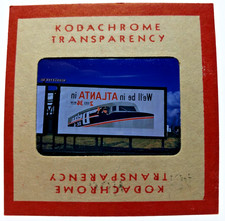 KODACHROME
TRANSPARENCY
We'll be in ATLANTA in
KODACHROME
TRANSPARENCY